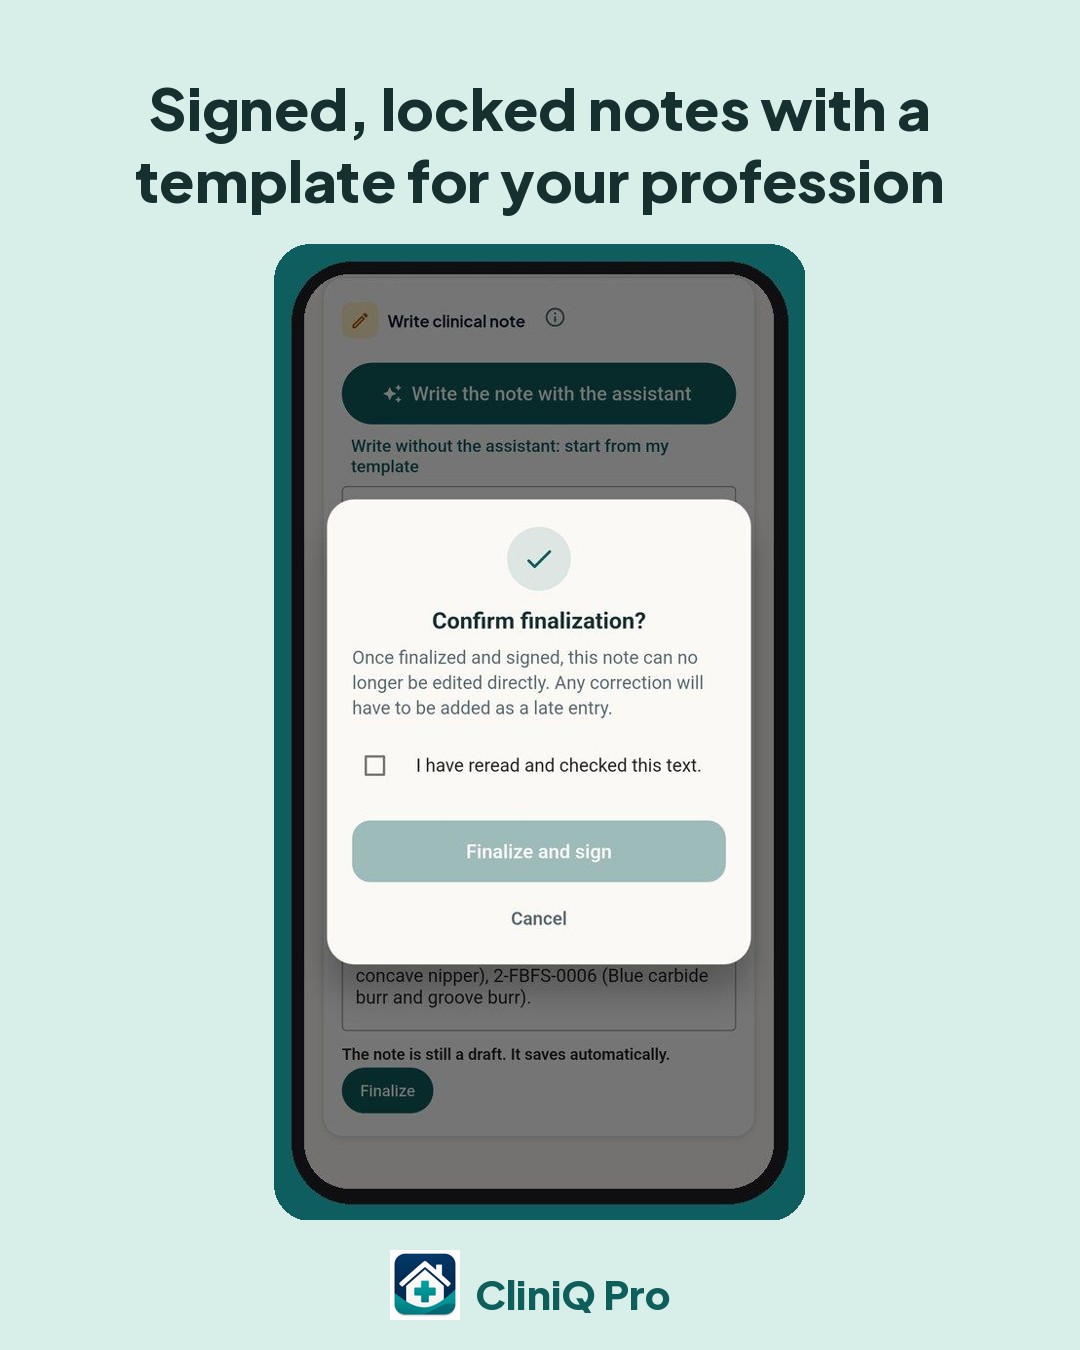 Signed, locked notes with a
template for your profession
Write clinical note
Write the note with the assistant
Write without the assistant: start from my
template
Confirm finalization?
Once finalized and signed, this note can no
longer be edited directly. Any correction will
have to be added as a late entry.
I have reread and checked this text.
Finalize and sign
Cancel
concave nipper), 2-FBFS-0006 (Blue carbide
burr and groove burr).
The note is still a draft. It saves automatically.
Finalize
CliniQ Pro